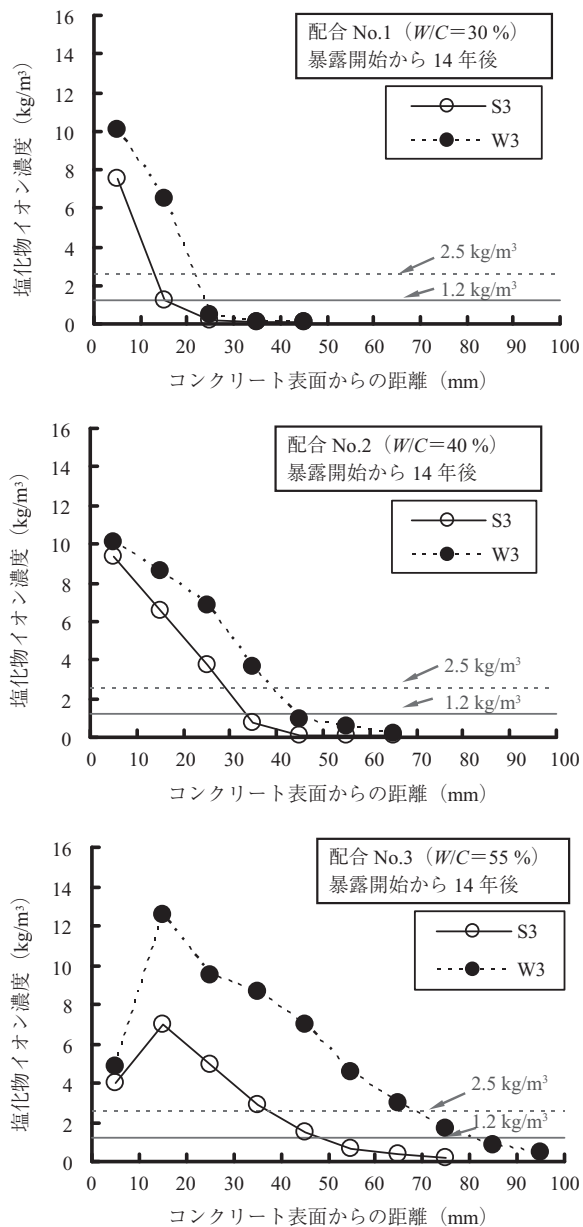 配合 No.1（W/C＝30 %）
暴露開始から 14 年後
S3
W3
塩化物イオン濃度（kg/m³）
16
14
12
10
8
6
4
2
0
2.5 kg/m³
1.2 kg/m³
0 10 20 30 40 50 60 70 80 90 100
コンクリート表面からの距離（mm）
配合 No.2（W/C＝40 %）
暴露開始から 14 年後
S3
W3
塩化物イオン濃度（kg/m³）
16
14
12
10
8
6
4
2
0
2.5 kg/m³
1.2 kg/m³
0 10 20 30 40 50 60 70 80 90 100
コンクリート表面からの距離（mm）
配合 No.3（W/C＝55 %）
暴露開始から 14 年後
S3
W3
塩化物イオン濃度（kg/m³）
16
14
12
10
8
6
4
2
0
2.5 kg/m³
1.2 kg/m³
0 10 20 30 40 50 60 70 80 90 100
コンクリート表面からの距離（mm）